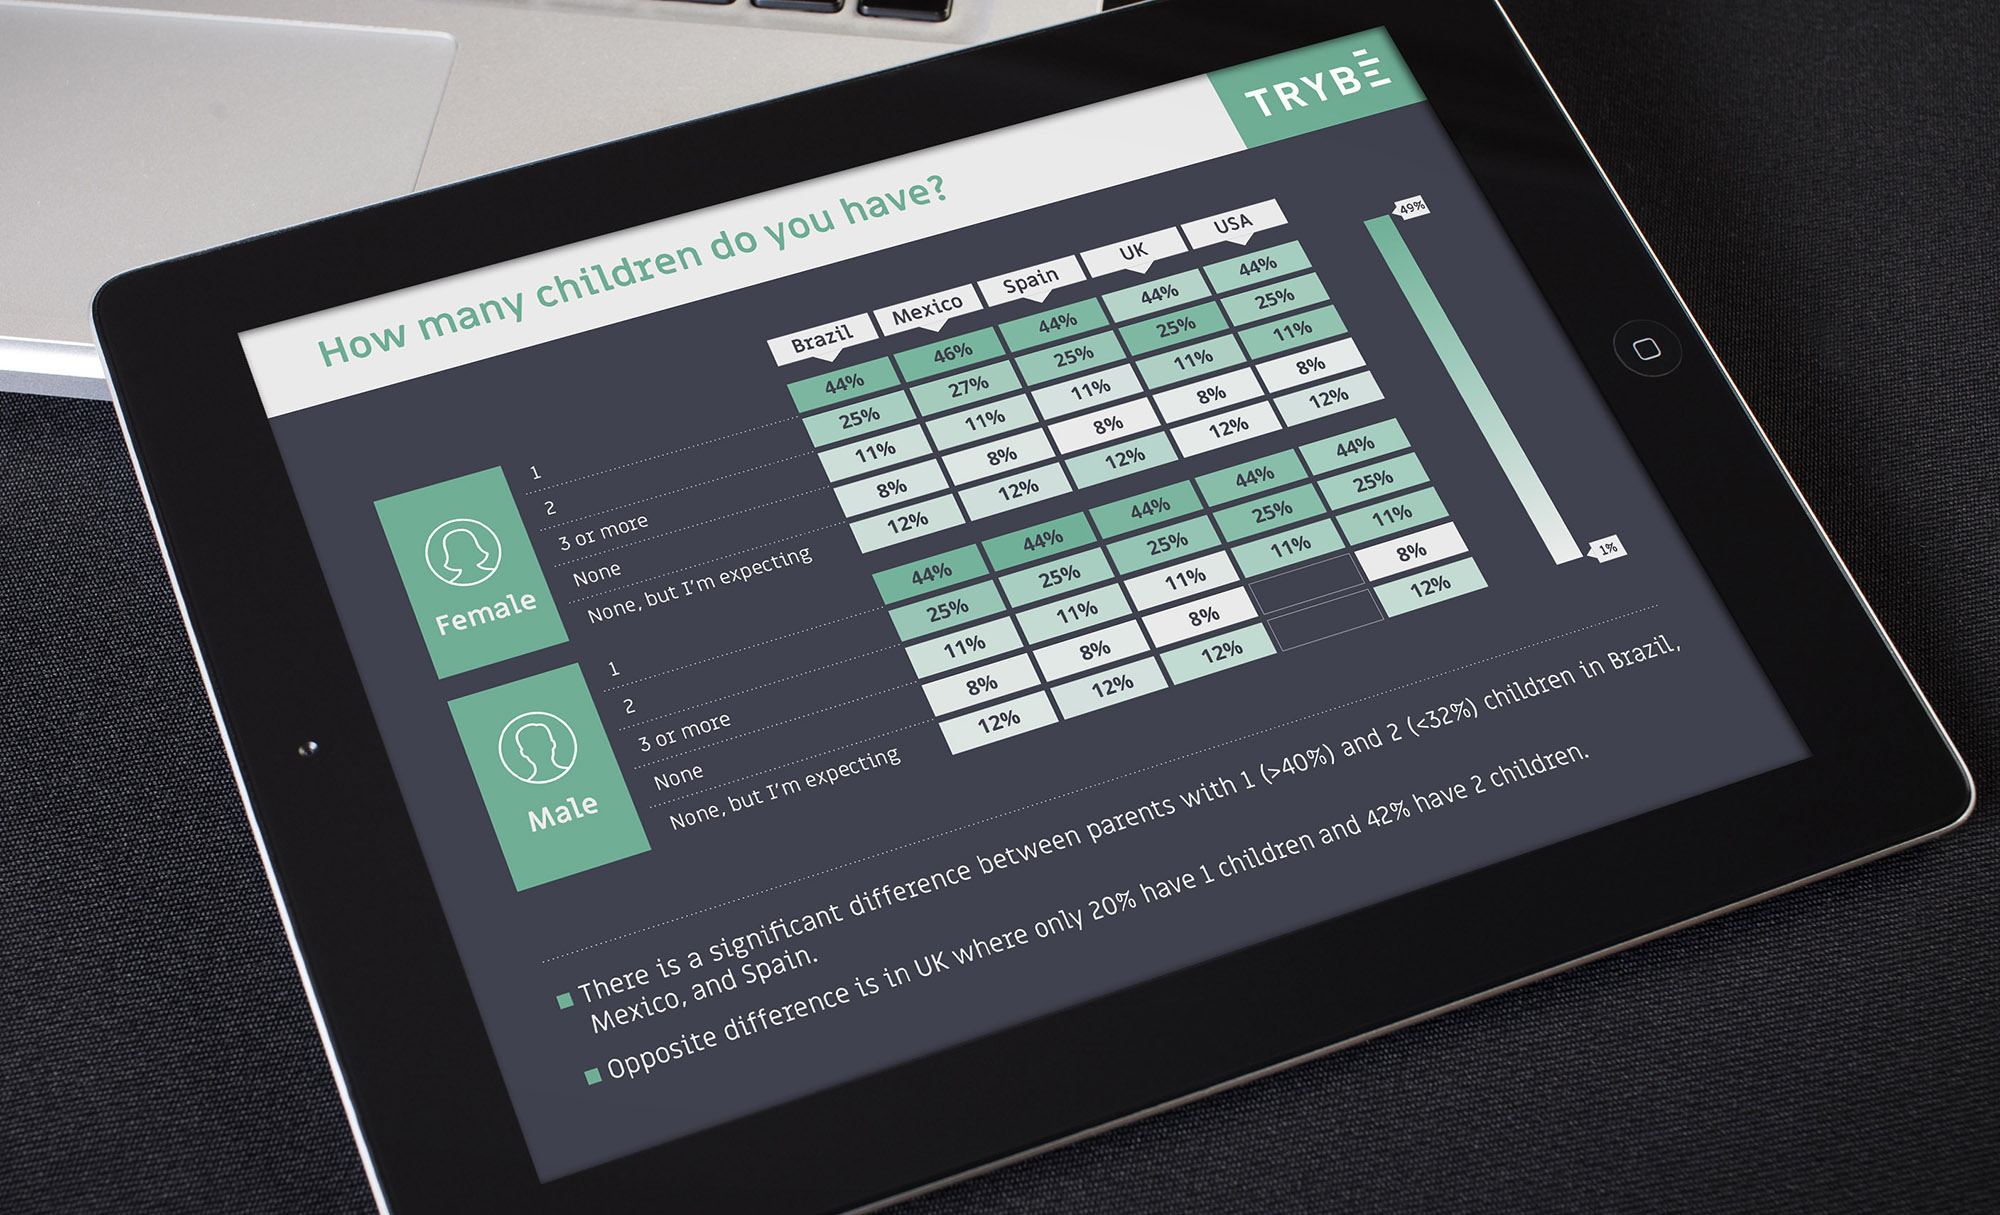 TRYBE
How many children do you have?
Brazil Mexico Spain UK USA
Female
1 44% 46% 44% 44% 44%
2 25% 27% 25% 25% 25%
3 or more 11% 11% 11% 11% 11%
None 8% 8% 8% 8% 8%
None, but I'm expecting 12% 12% 12% 12% 12%
Male
1 44% 44% 44% 44% 44%
2 25% 25% 25% 25% 25%
3 or more 11% 11% 11% 11% 11%
None 8% 8% 8% 8%
None, but I'm expecting 12% 12% 12% 12%
49%
1%
There is a significant difference between parents with 1 (>40%) and 2 (<32%) children in Brazil,
Mexico, and Spain.
Opposite difference is in UK where only 20% have 1 children and 42% have 2 children.